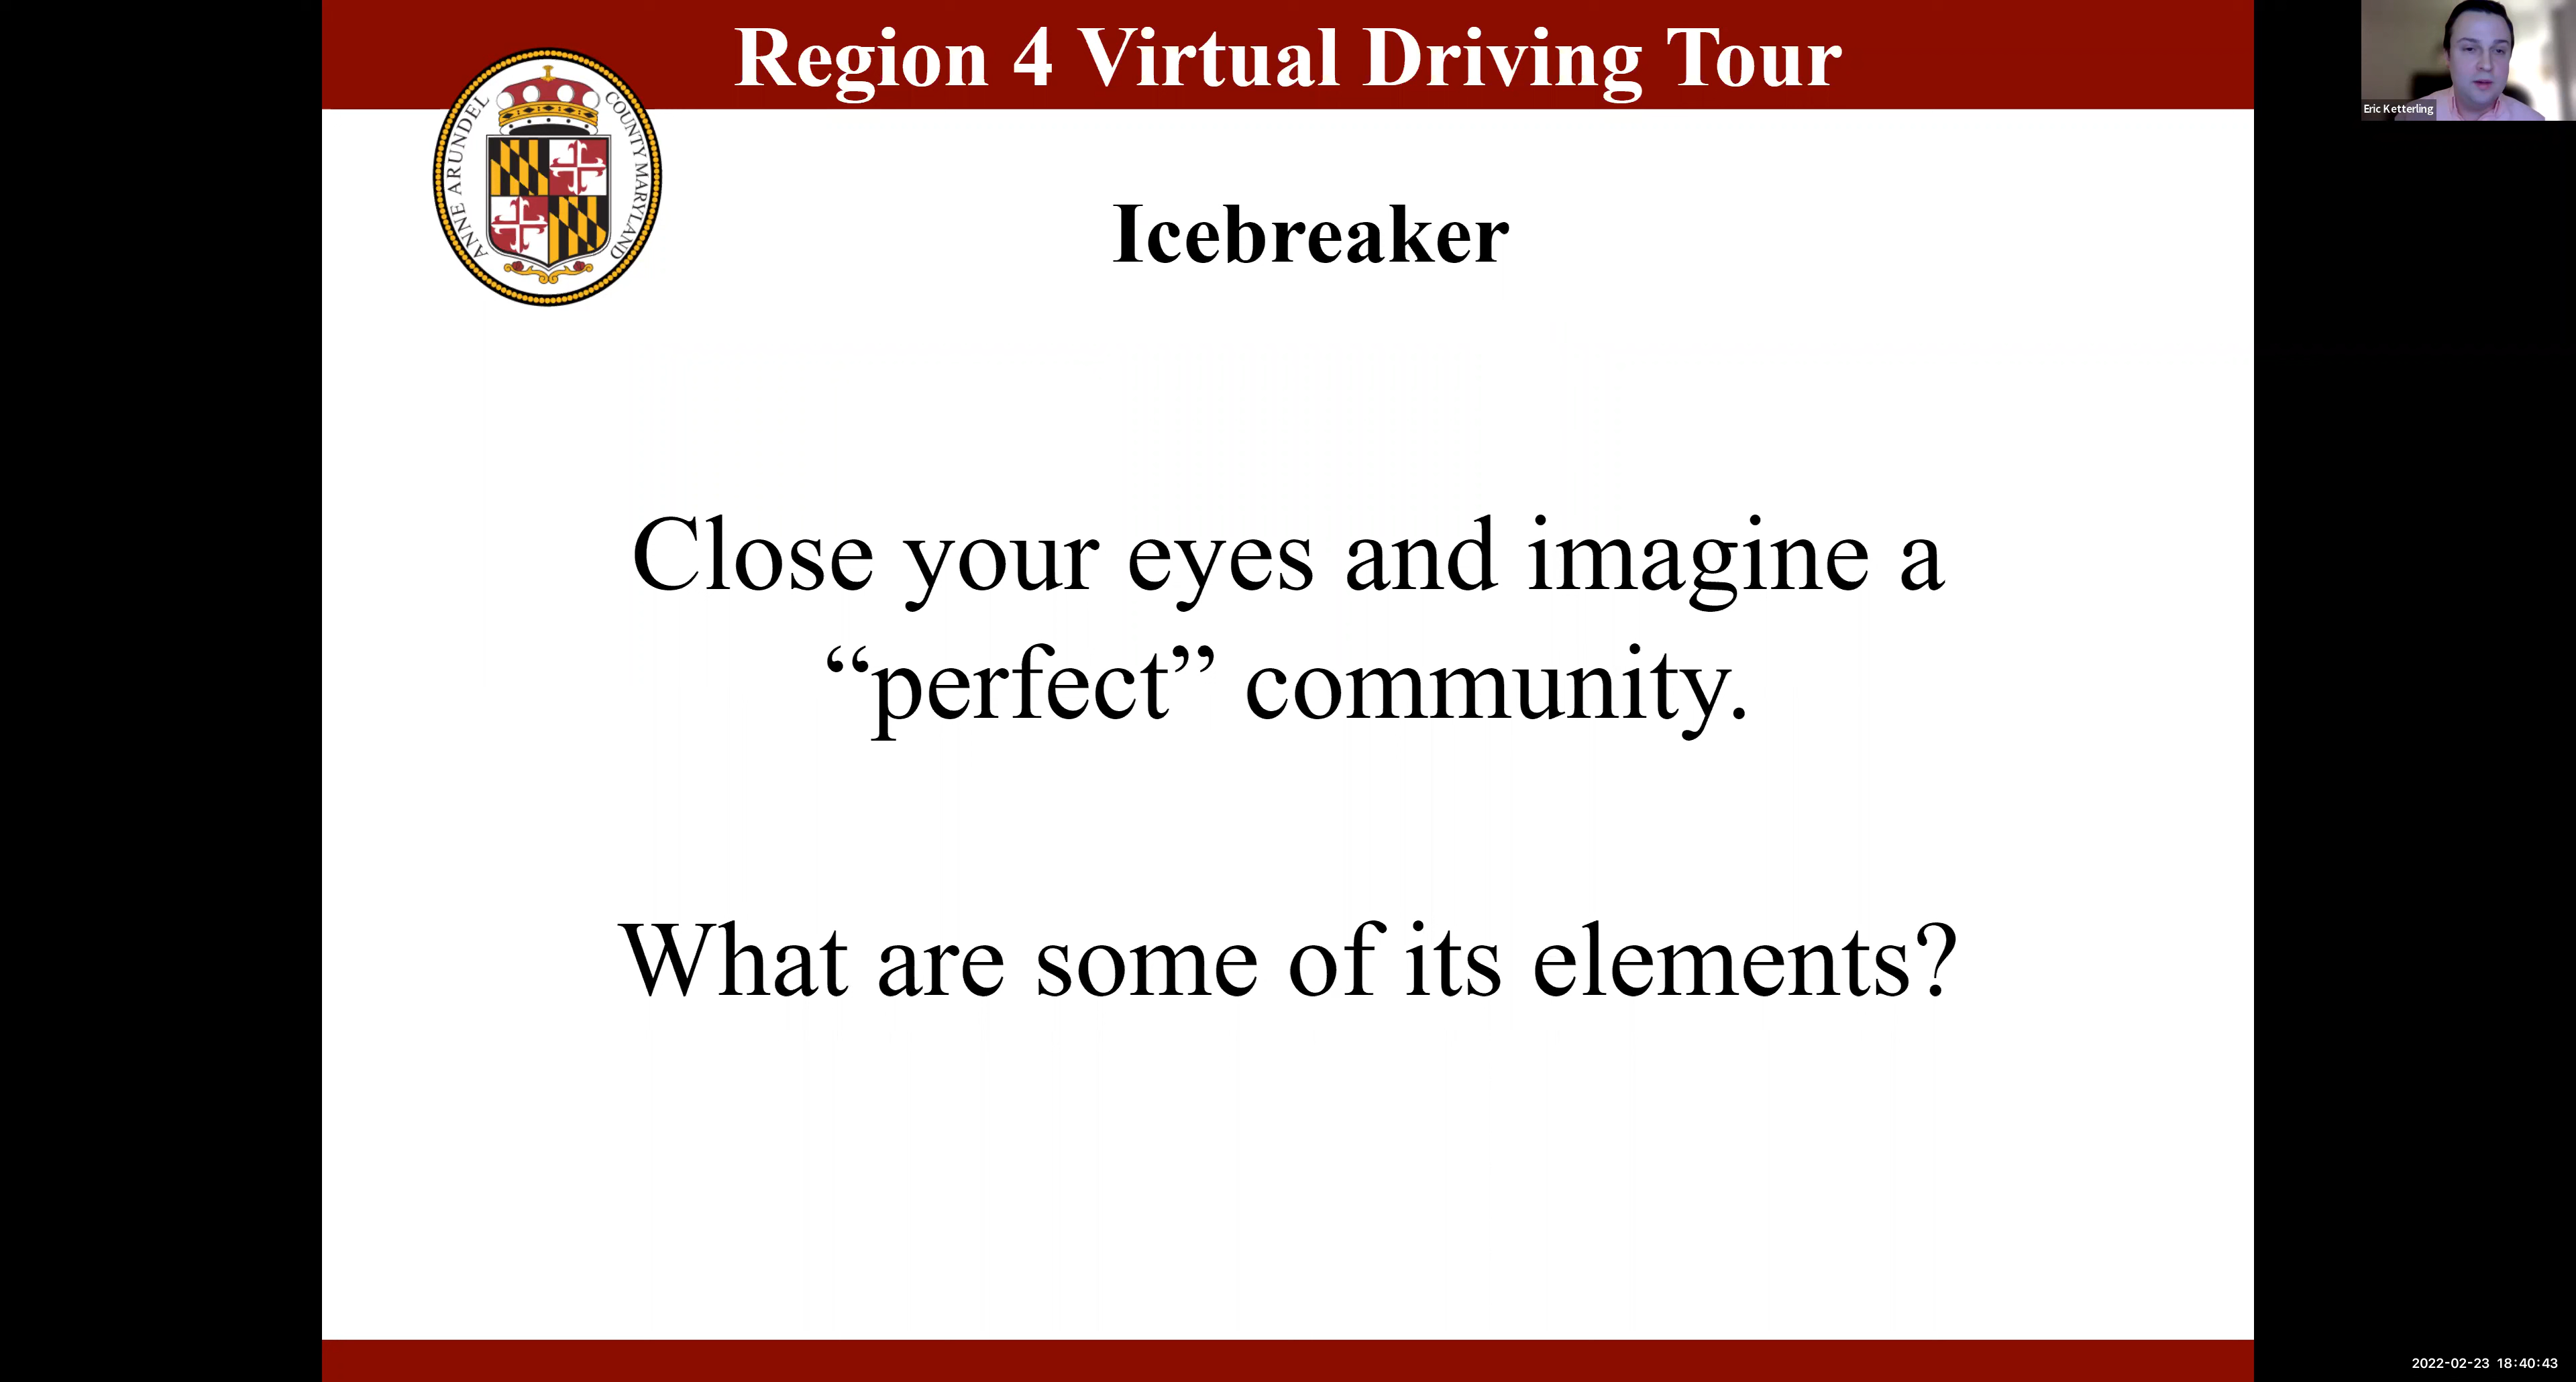 Region 4 Virtual Driving Tour
Eric Ketterling
ANNE ARUNDEL COUNTY MARYLAND
Icebreaker
Close your eyes and imagine a
“perfect” community.
What are some of its elements?
2022-02-23 18:40:43